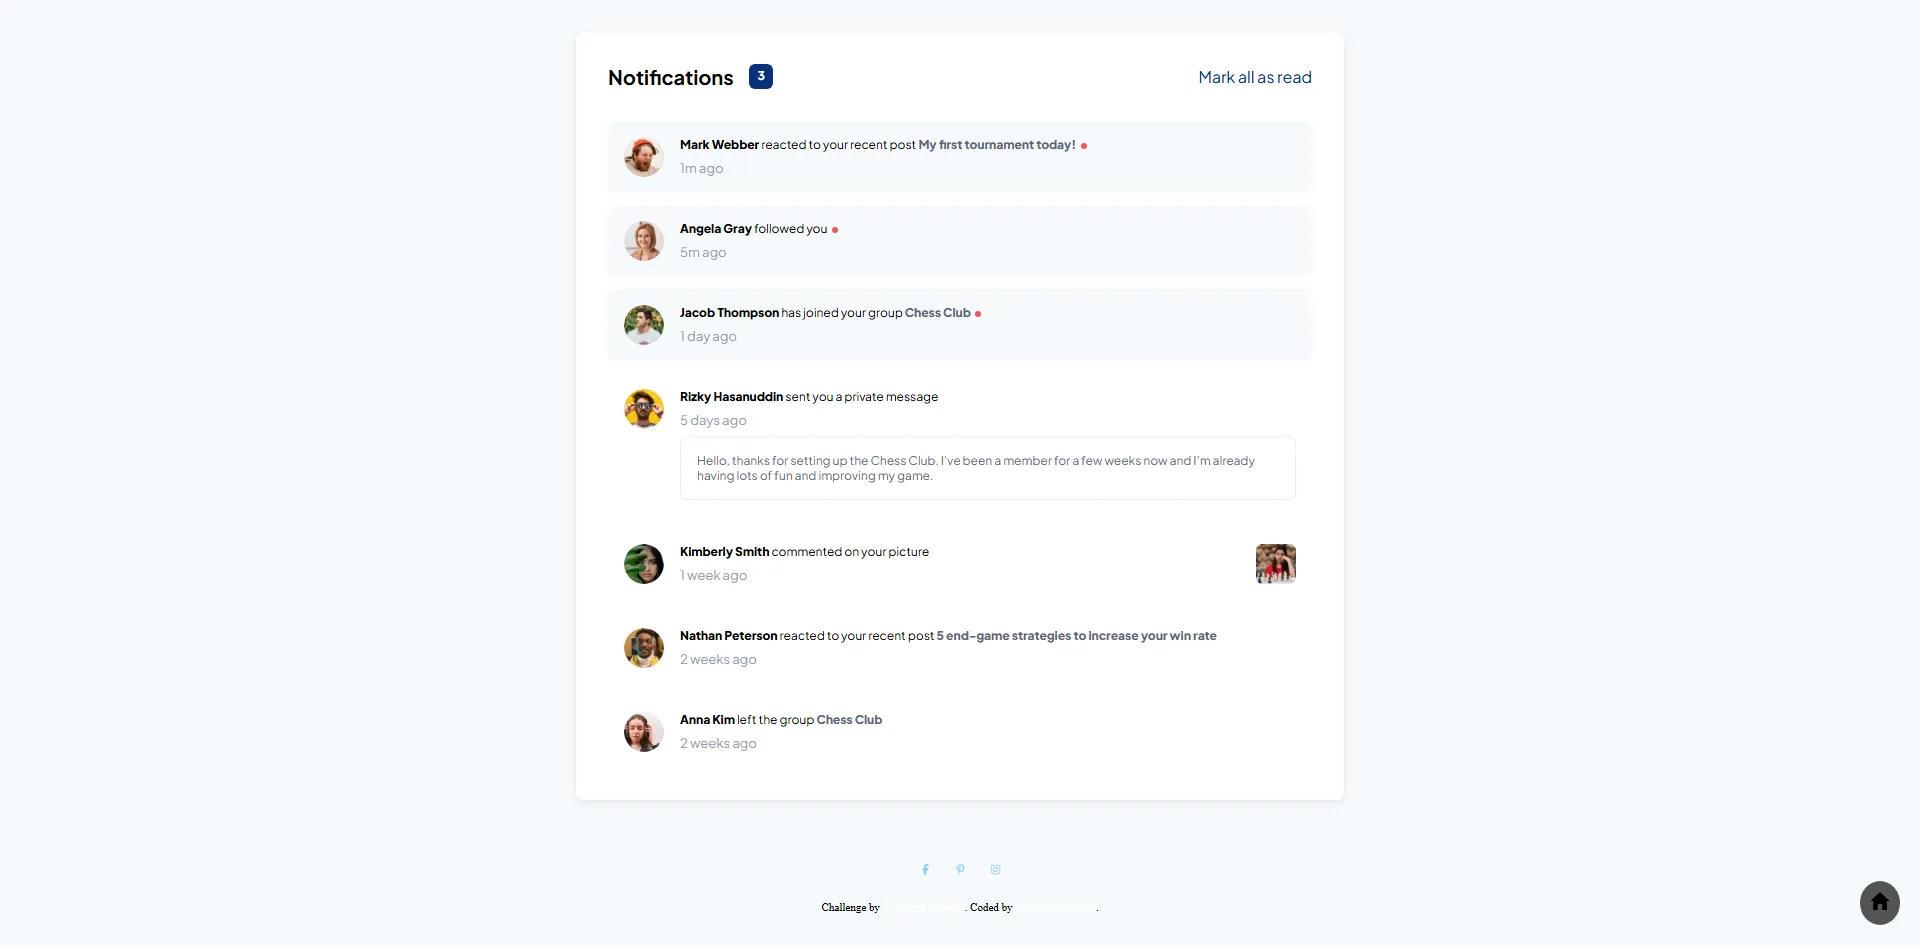 Notifications 3 Mark all as read
Mark Webber reacted to your recent post My first tournament today!
1m ago
Angela Gray followed you
5m ago
Jacob Thompson has joined your group Chess Club
1 day ago
Rizky Hasanuddin sent you a private message
5 days ago
Hello, thanks for setting up the Chess Club. I've been a member for a few weeks now and I'm already
having lots of fun and improving my game.
Kimberly Smith commented on your picture
1 week ago
Nathan Peterson reacted to your recent post 5 end-game strategies to increase your win rate
2 weeks ago
Anna Kim left the group Chess Club
2 weeks ago
Challenge by . Coded by .